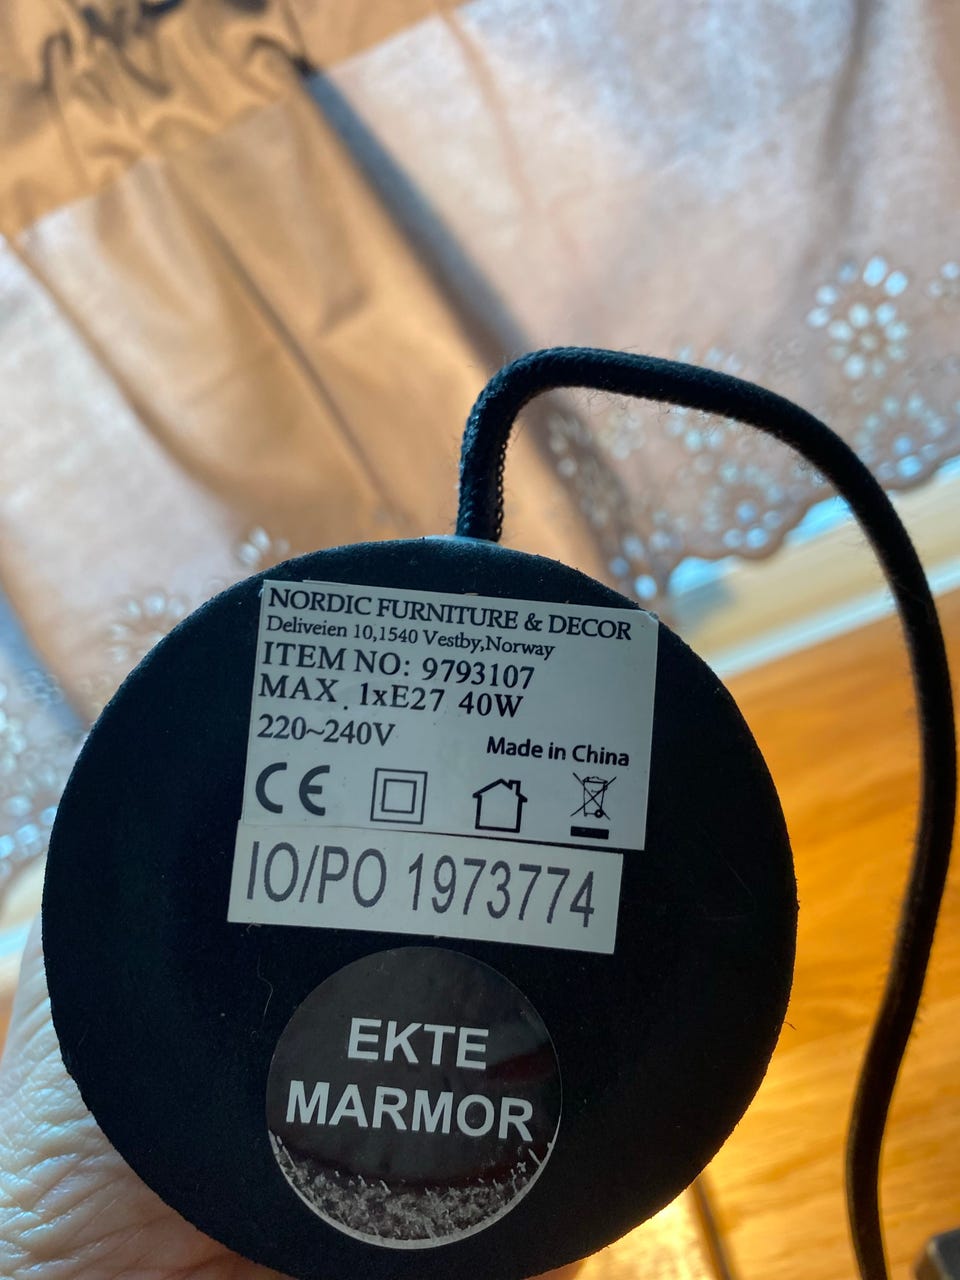 NORDIC FURNITURE & DECOR
Deliveien 10,1540 Vestby,Norway
ITEM NO: 9793107
MAX. 1xE27 40W
220~240V
Made in China
CE
IO/PO 1973774
EKTE
MARMOR